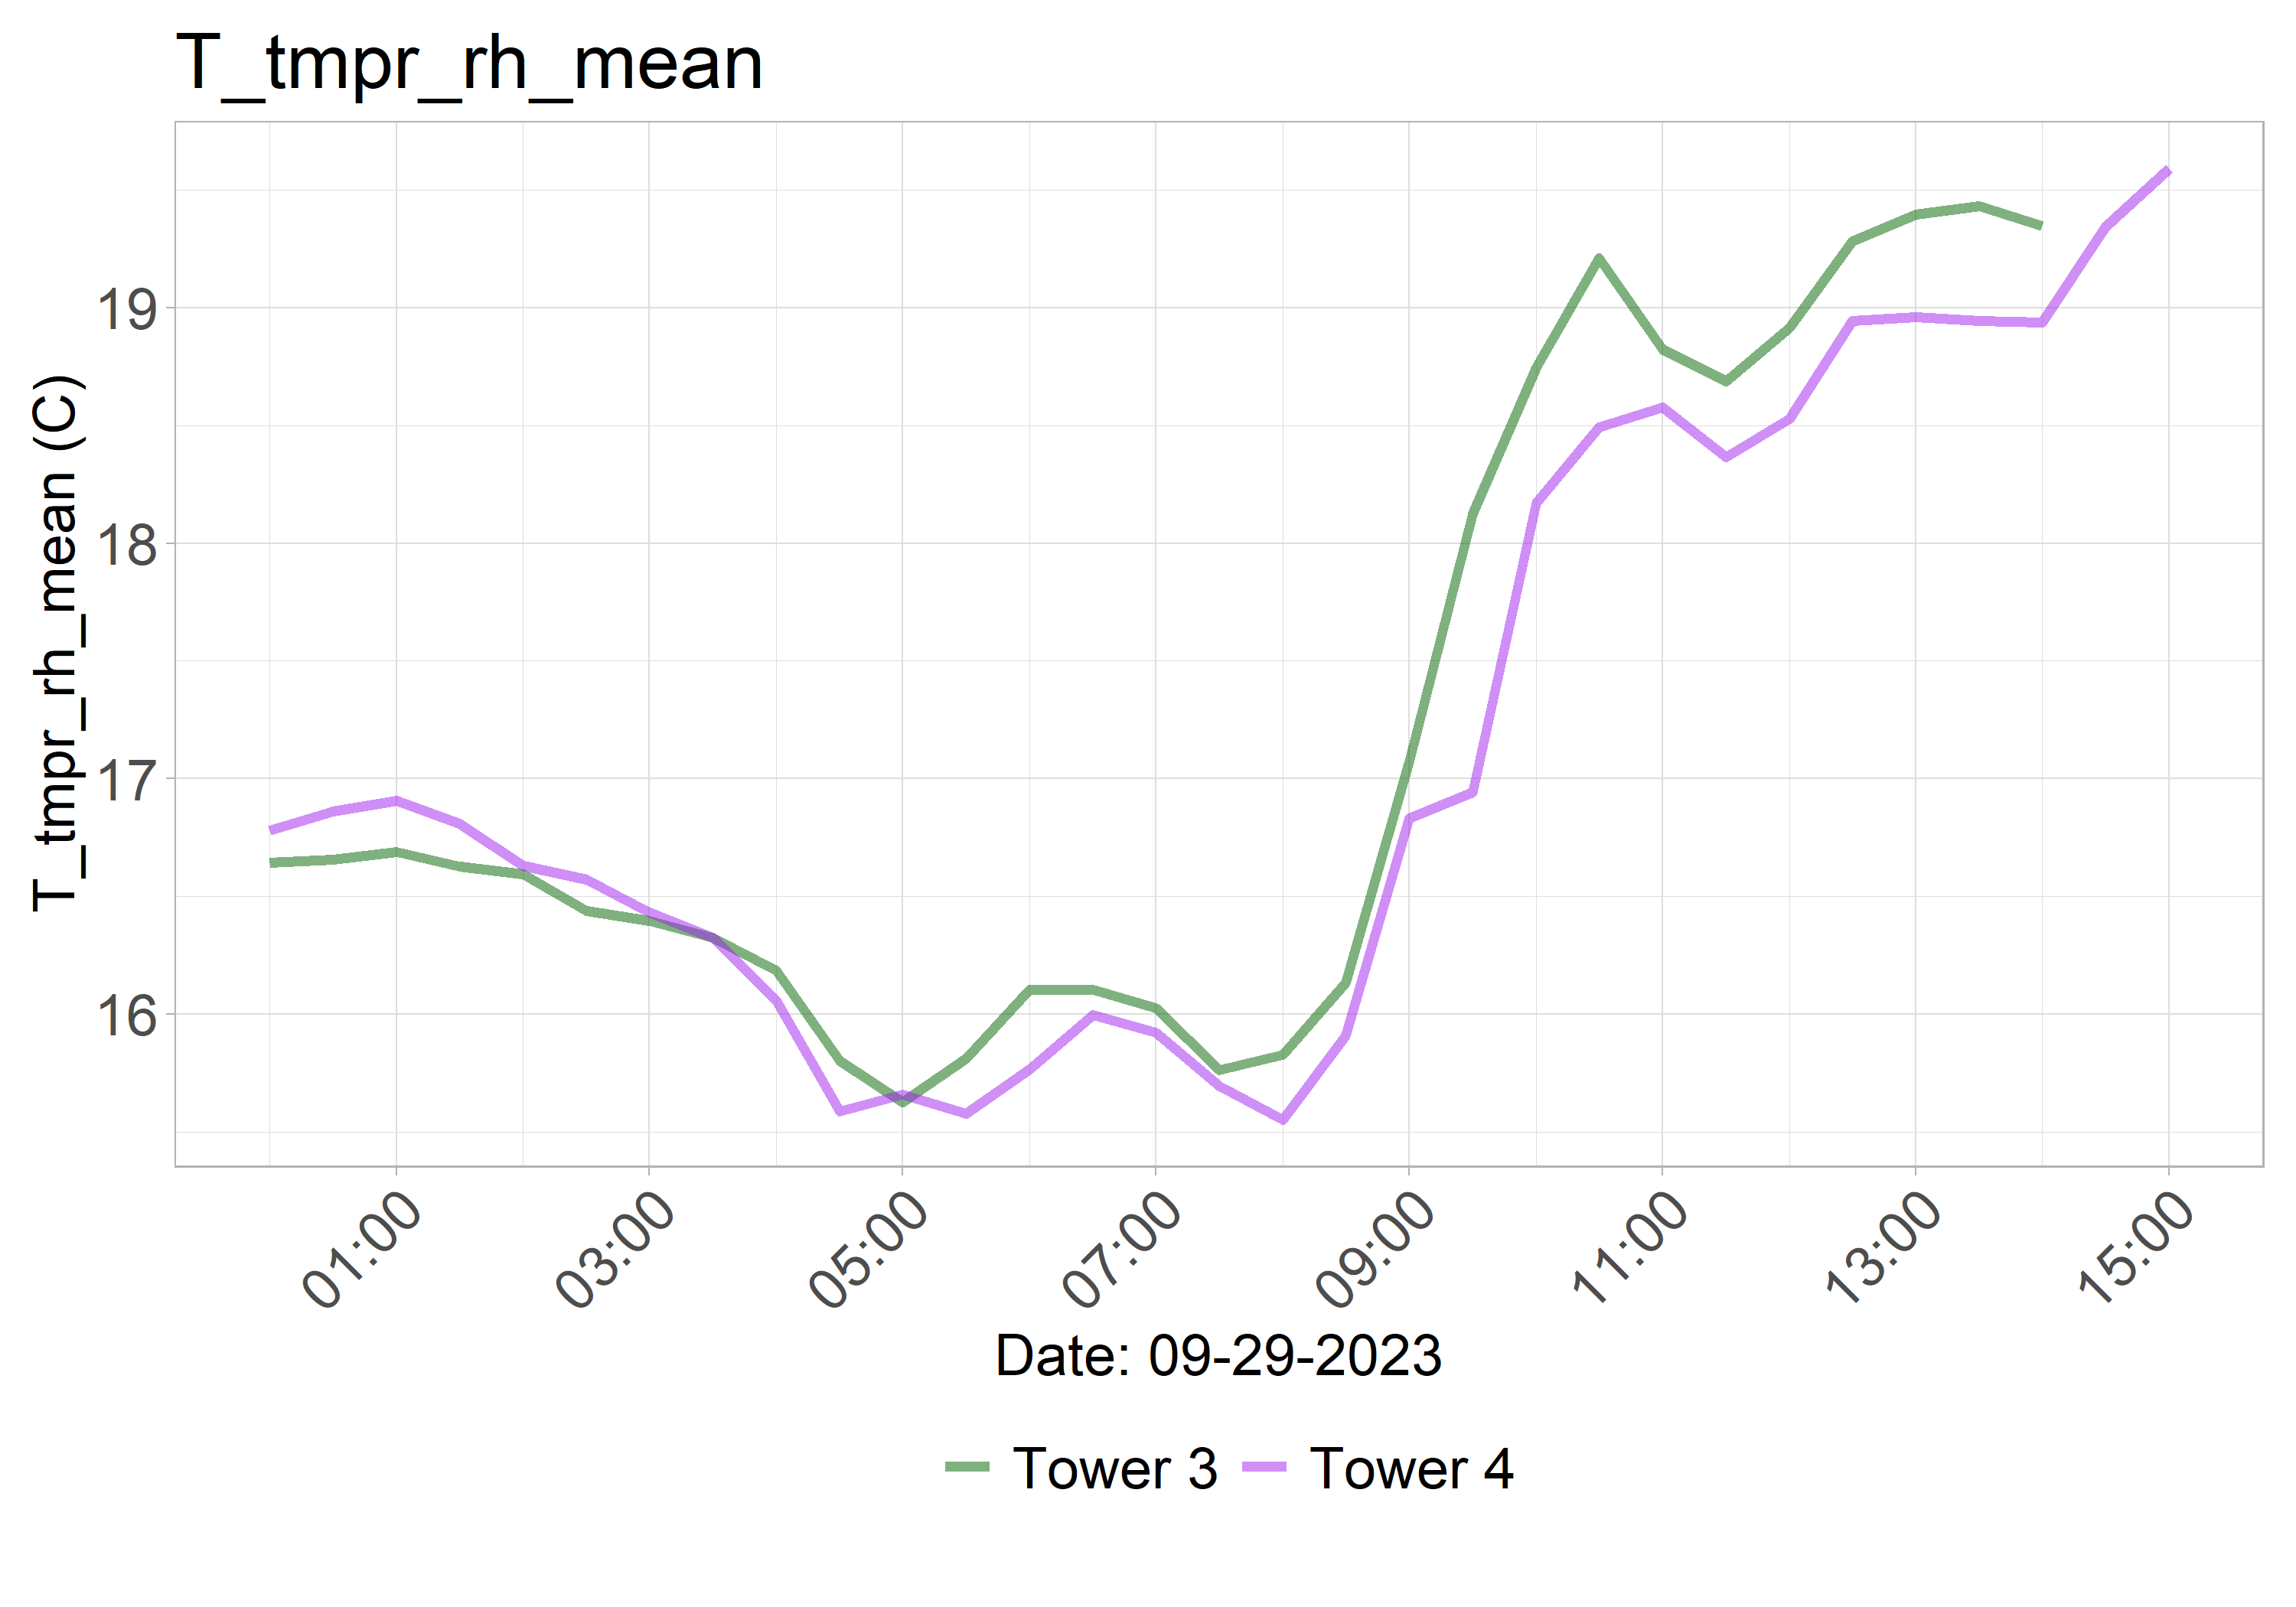 T_tmpr_rh_mean
T_tmpr_rh_mean (C)
19
18
17
16
01:00
03:00
05:00
07:00
09:00
11:00
13:00
15:00
Date: 09-29-2023
Tower 3
Tower 4